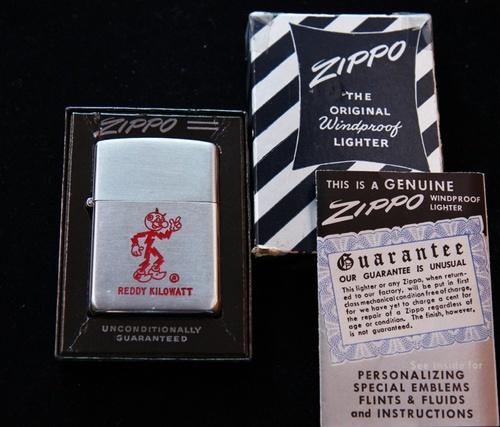 ZIPPO
REDDY KILOWATT
®
UNCONDITIONALLY
GUARANTEED
ZIPPO
THE
ORIGINAL
Windproof
LIGHTER
THIS IS A GENUINE
ZIPPO WINDPROOF
LIGHTER
Guarantee
OUR GUARANTEE IS UNUSUAL
This lighter or any Zippo, when return-
ed to our factory, will be put in first
class mechanical condition free of charge,
for we have yet to charge a cent for
the repair of a Zippo regardless of
age or condition. The finish, however,
is not guaranteed.
See inside for
PERSONALIZING
SPECIAL EMBLEMS
FLINTS & FLUIDS
and INSTRUCTIONS